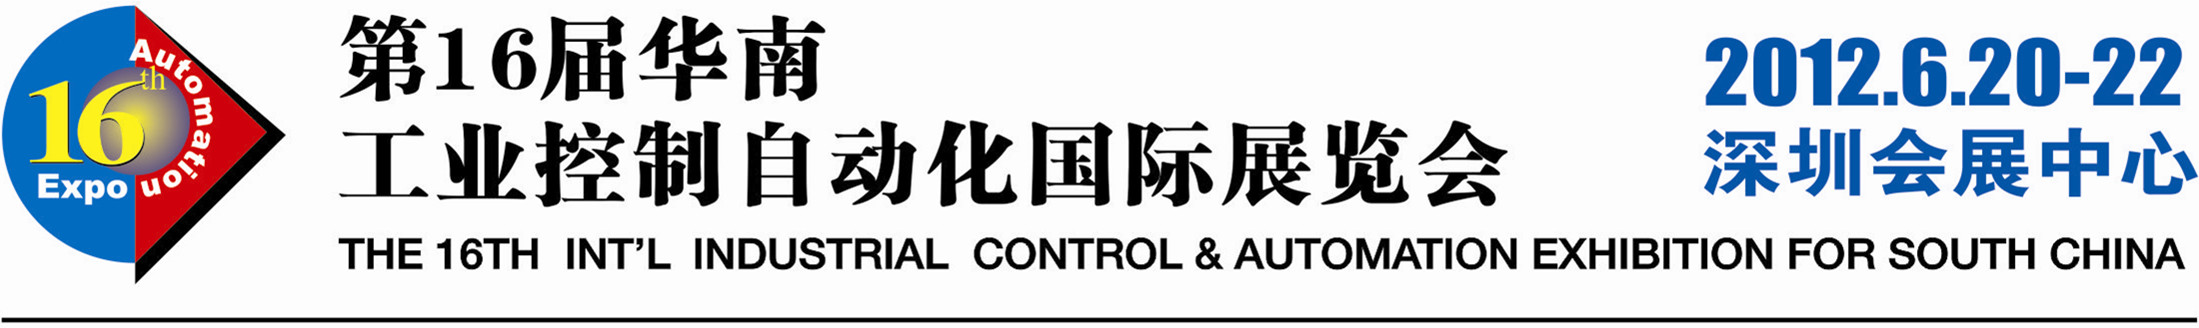 16th
Automation
Expo
第16届华南
工业控制自动化国际展览会
THE 16TH INT'L INDUSTRIAL CONTROL & AUTOMATION EXHIBITION FOR SOUTH CHINA
2012.6.20-22
深圳会展中心